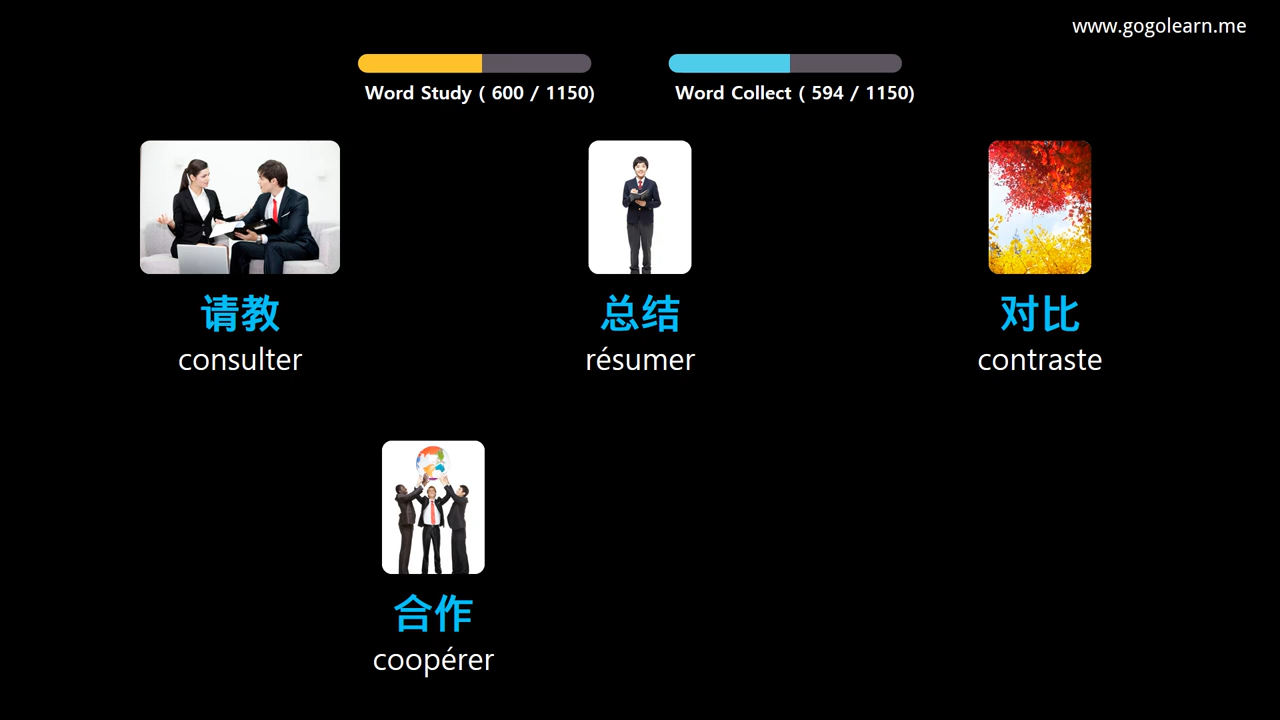 www.gogolearn.me
Word Study ( 600 / 1150)
Word Collect ( 594 / 1150)
请教
consulter
总结
résumer
对比
contraste
合作
coopérer